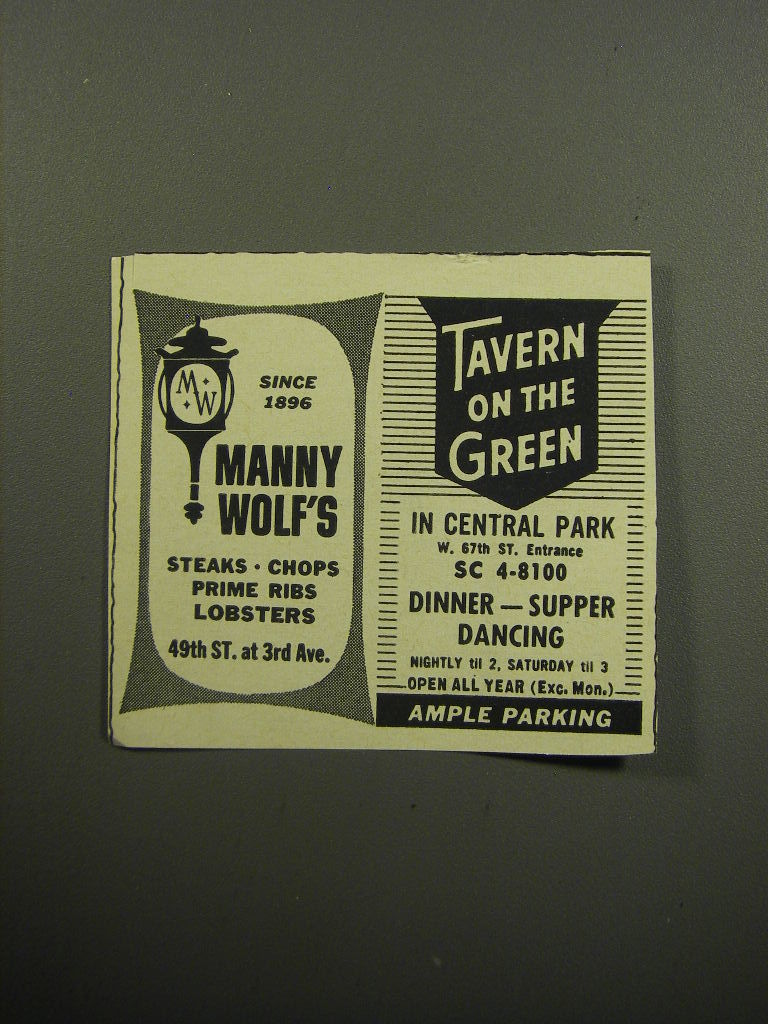 M W
SINCE
1896
MANNY
WOLF'S
STEAKS · CHOPS
PRIME RIBS
LOBSTERS
49th ST. at 3rd Ave.
TAVERN
ON THE
GREEN
IN CENTRAL PARK
W. 67th ST. Entrance
SC 4-8100
DINNER — SUPPER
DANCING
NIGHTLY til 2, SATURDAY til 3
OPEN ALL YEAR (Exc. Mon.)
AMPLE PARKING